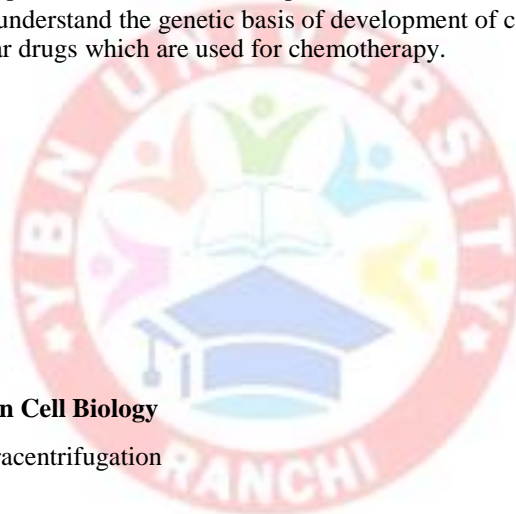 understand the genetic basis of development of c
ar drugs which are used for chemotherapy.
YBN UNIVERSITY
n Cell Biology
racentrifugation
RANCHI